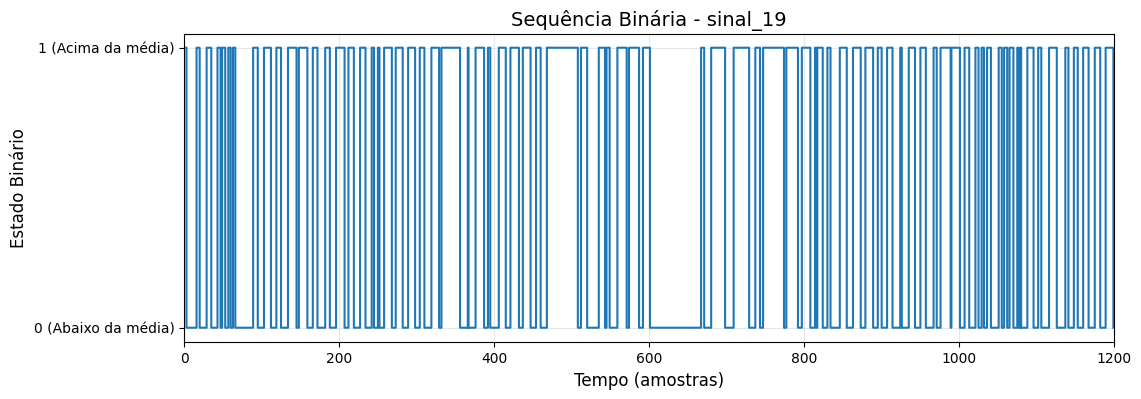 Sequência Binária - sinal_19
Estado Binário
1 (Acima da média)
0 (Abaixo da média)
0 200 400 600 800 1000 1200
Tempo (amostras)